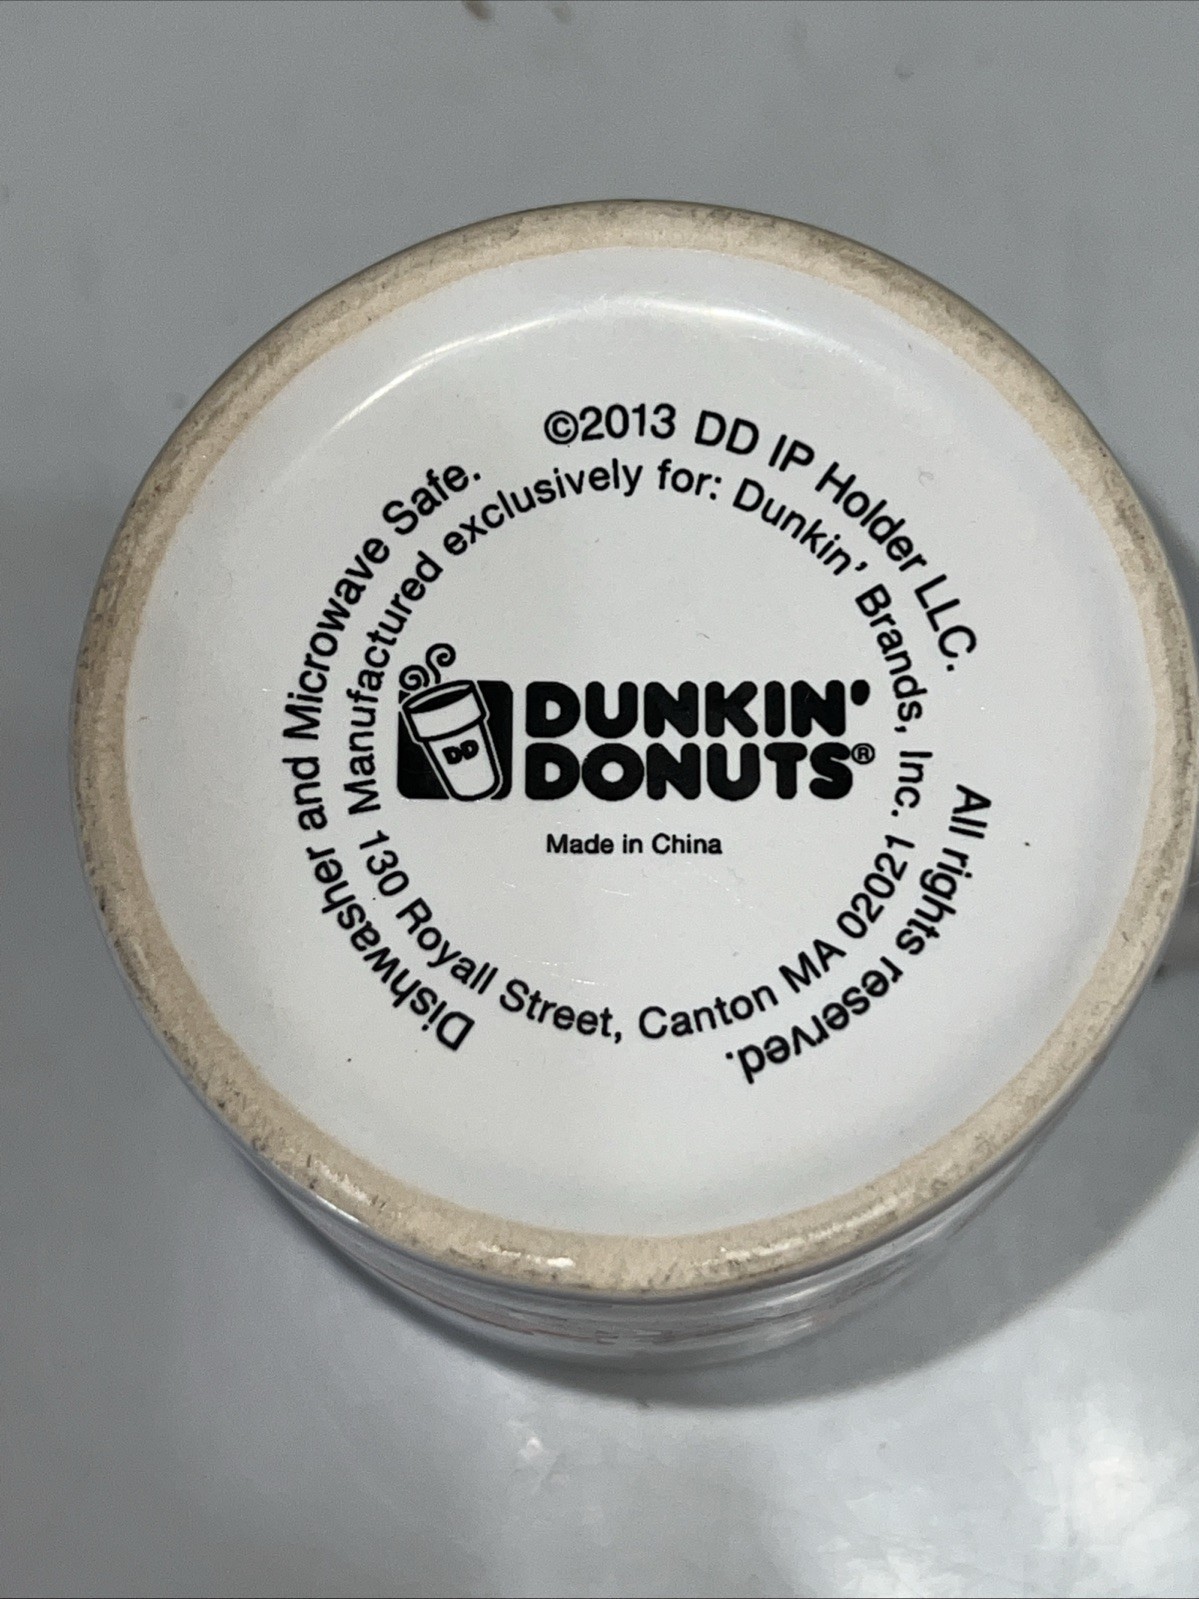 ©2013 DD IP Holder LLC.
All rights reserved.
Dishwasher and Microwave Safe.
Manufactured exclusively for: Dunkin' Brands, Inc.
130 Royall Street, Canton MA 02021
DD
DUNKIN'
DONUTS®
Made in China